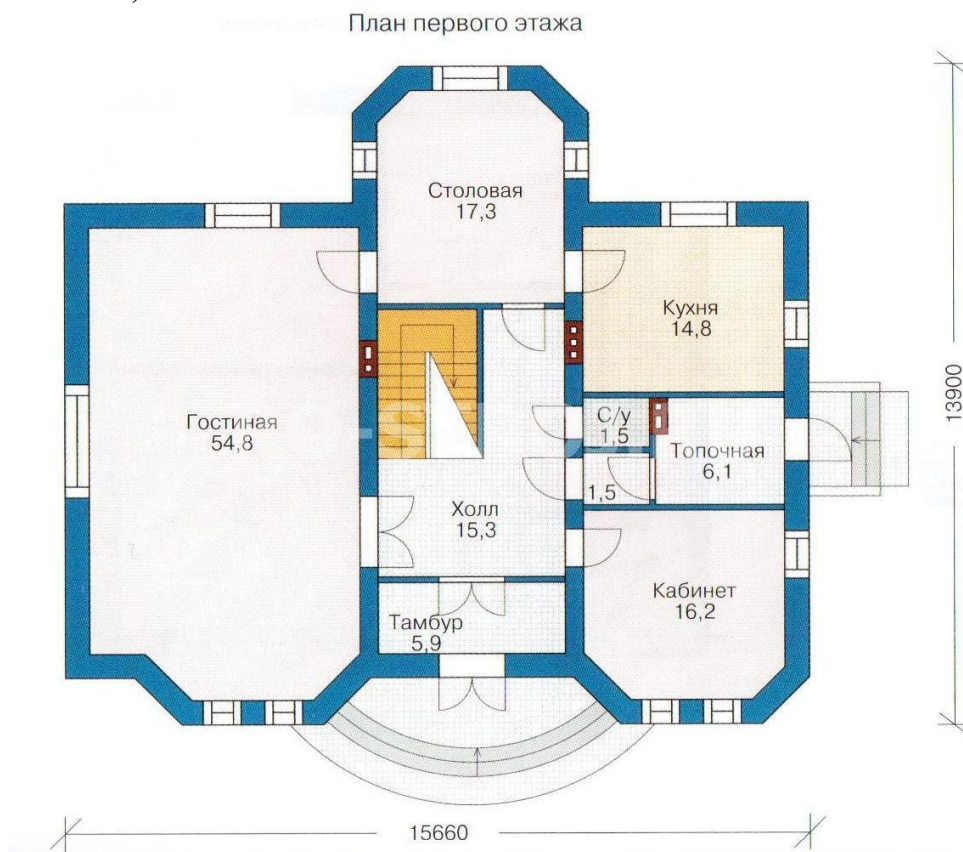 План первого этажа
Столовая
17,3
Кухня
14,8
Гостиная
54,8
С/у
1,5
Топочная
6,1
1,5
Холл
15,3
Кабинет
16,2
Тамбур
5,9
13900
15660